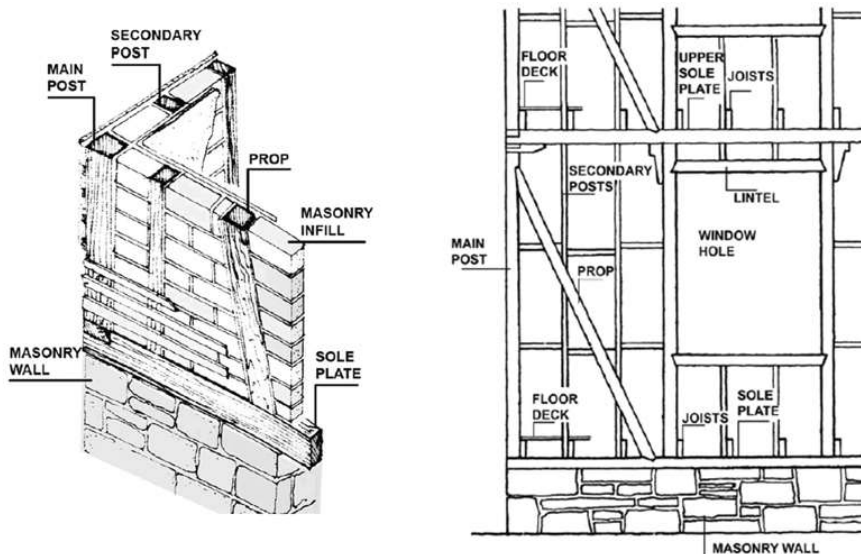 SECONDARY
POST
MAIN
POST
PROP
MASONRY
INFILL
MASONRY
WALL
SOLE
PLATE
FLOOR
DECK
UPPER
SOLE
PLATE
JOISTS
SECONDARY
POSTS
LINTEL
WINDOW
HOLE
MAIN
POST
PROP
FLOOR
DECK
JOISTS
SOLE
PLATE
MASONRY WALL